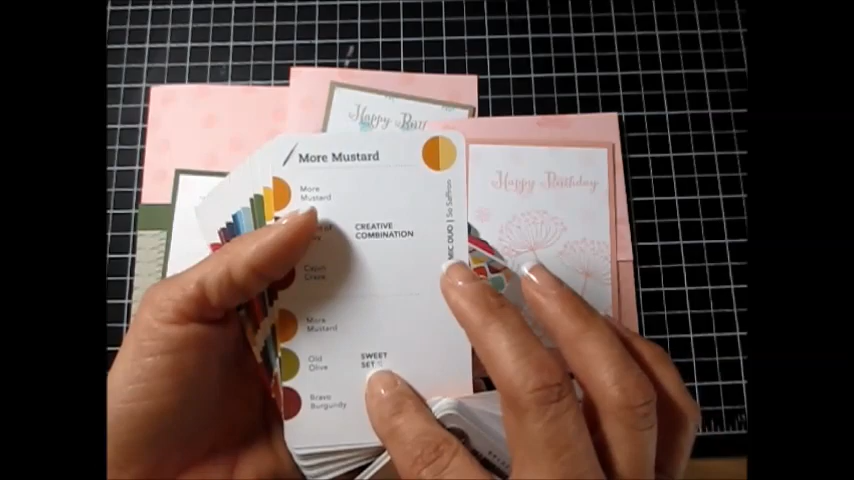 Happy
More Mustard
More
Mustard
CREATIVE
COMBINATION
So Saffron
Happy Birthday
Cajun
Craze
More
Mustard
SWEET
SET
Old
Olive
Bravo
Burgundy